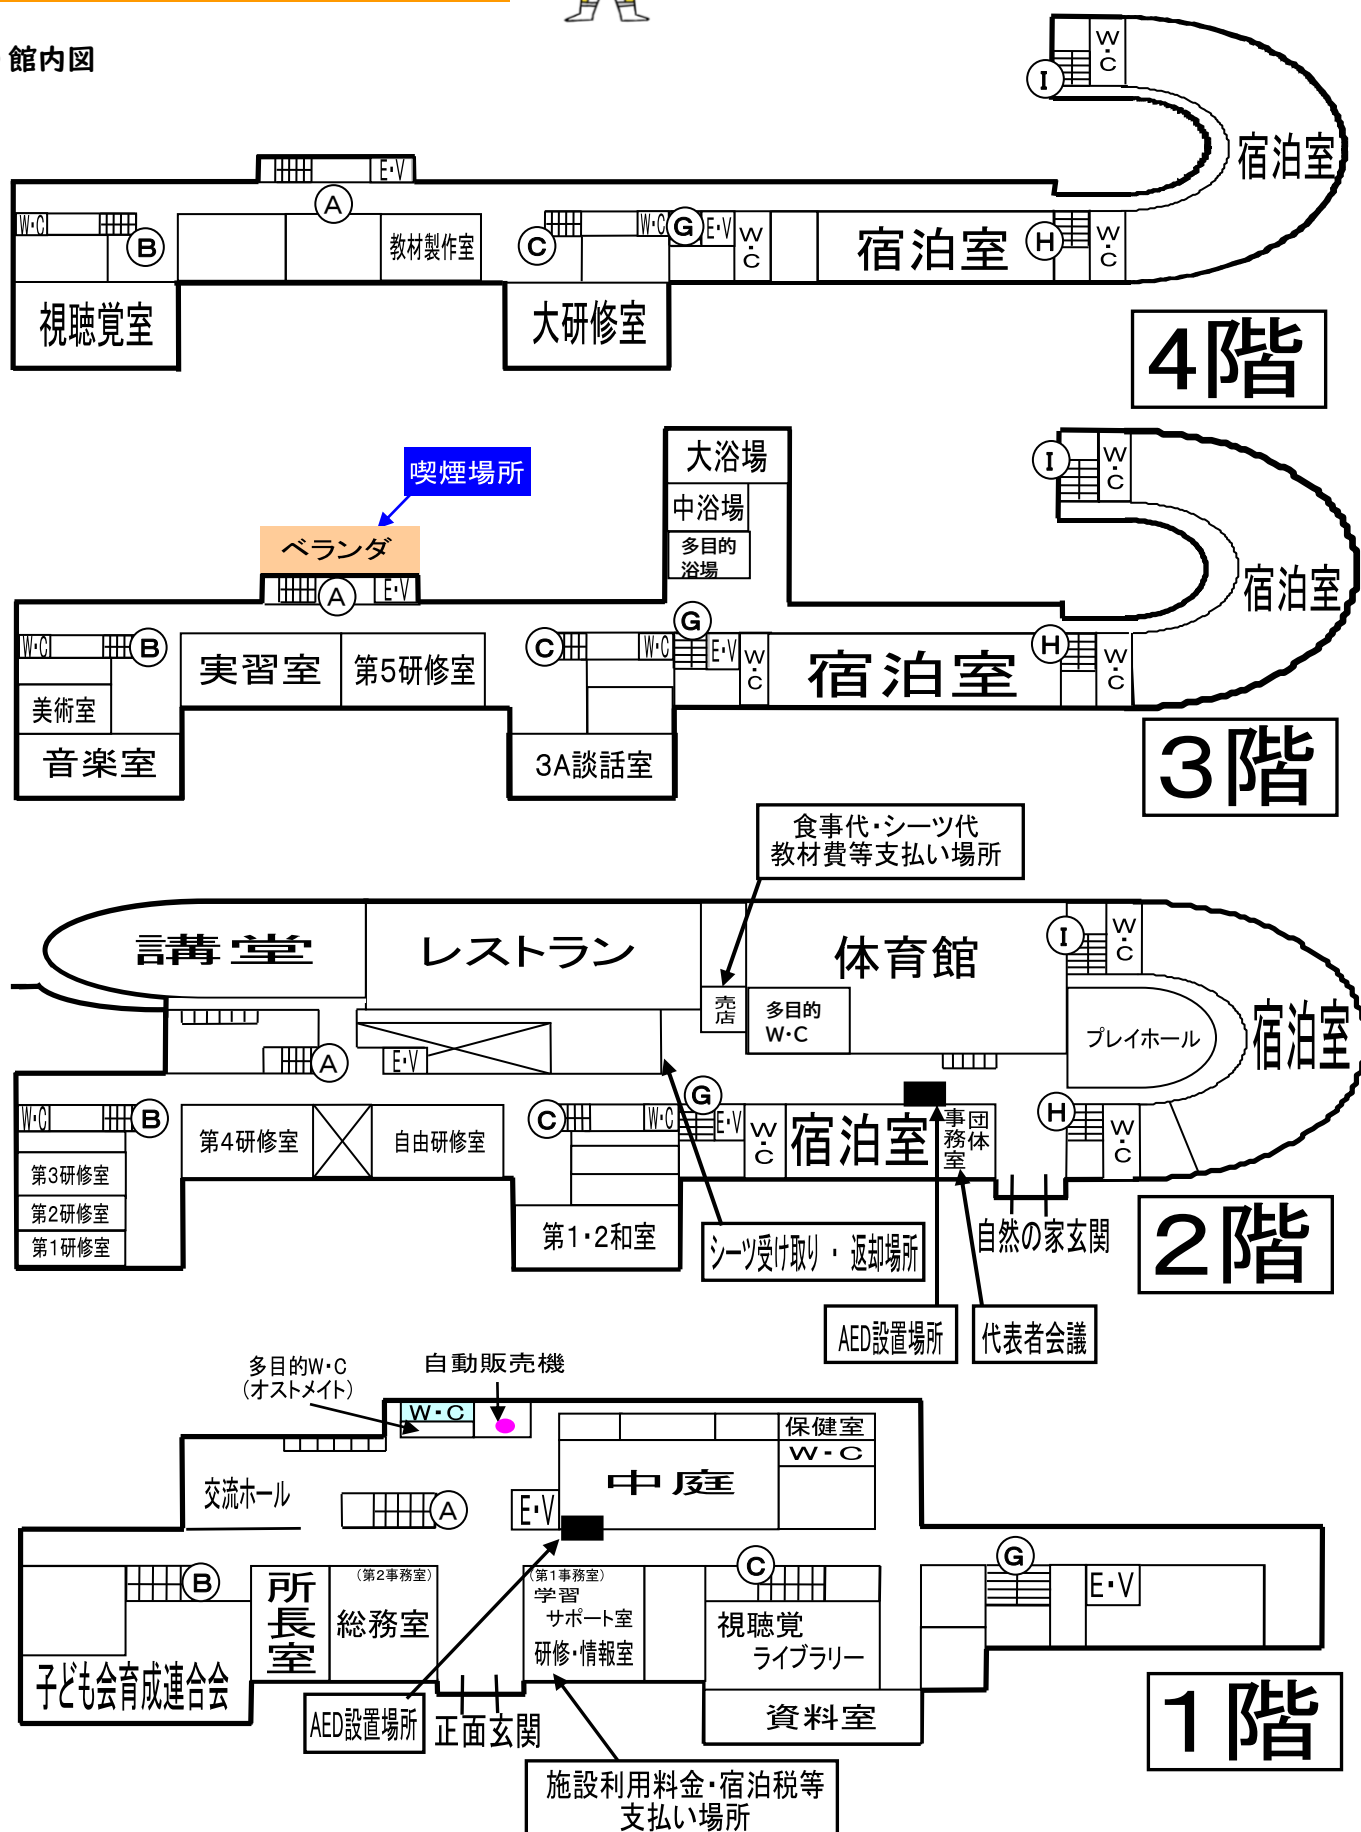 館内図
W・C
I
宿泊室
E・V
A
W・C
B
教材製作室
C
W・C
G
E・V
W・C
宿泊室
H
W・C
視聴覚室
大研修室
4階
大浴場
喫煙場所
中浴場
I
W・C
ベランダ
多目的
浴場
宿泊室
A
E・V
W・C
B
実習室
第5研修室
C
W・C
G
E・V
W・C
宿泊室
H
W・C
美術室
音楽室
3A談話室
3階
食事代・シーツ代
教材費等支払い場所
講堂
レストラン
体育館
I
W・C
売店
多目的
W・C
プレイホール
宿泊室
A
E・V
W・C
B
第4研修室
自由研修室
C
W・C
G
E・V
W・C
宿泊室
団体
事務室
H
W・C
第3研修室
第2研修室
第1研修室
第1・2和室
シーツ受け取り ・ 返却場所
自然の家玄関
2階
AED設置場所
代表者会議
多目的W・C
（オストメイト）
自動販売機
W・C
保健室
W・C
中庭
交流ホール
A
E・V
B
所長室
（第2事務室）
総務室
（第1事務室）
学習
サポート室
研修・情報室
C
視聴覚
ライブラリー
G
E・V
子ども会育成連合会
AED設置場所
正面玄関
資料室
1階
施設利用料金・宿泊税等
支払い場所